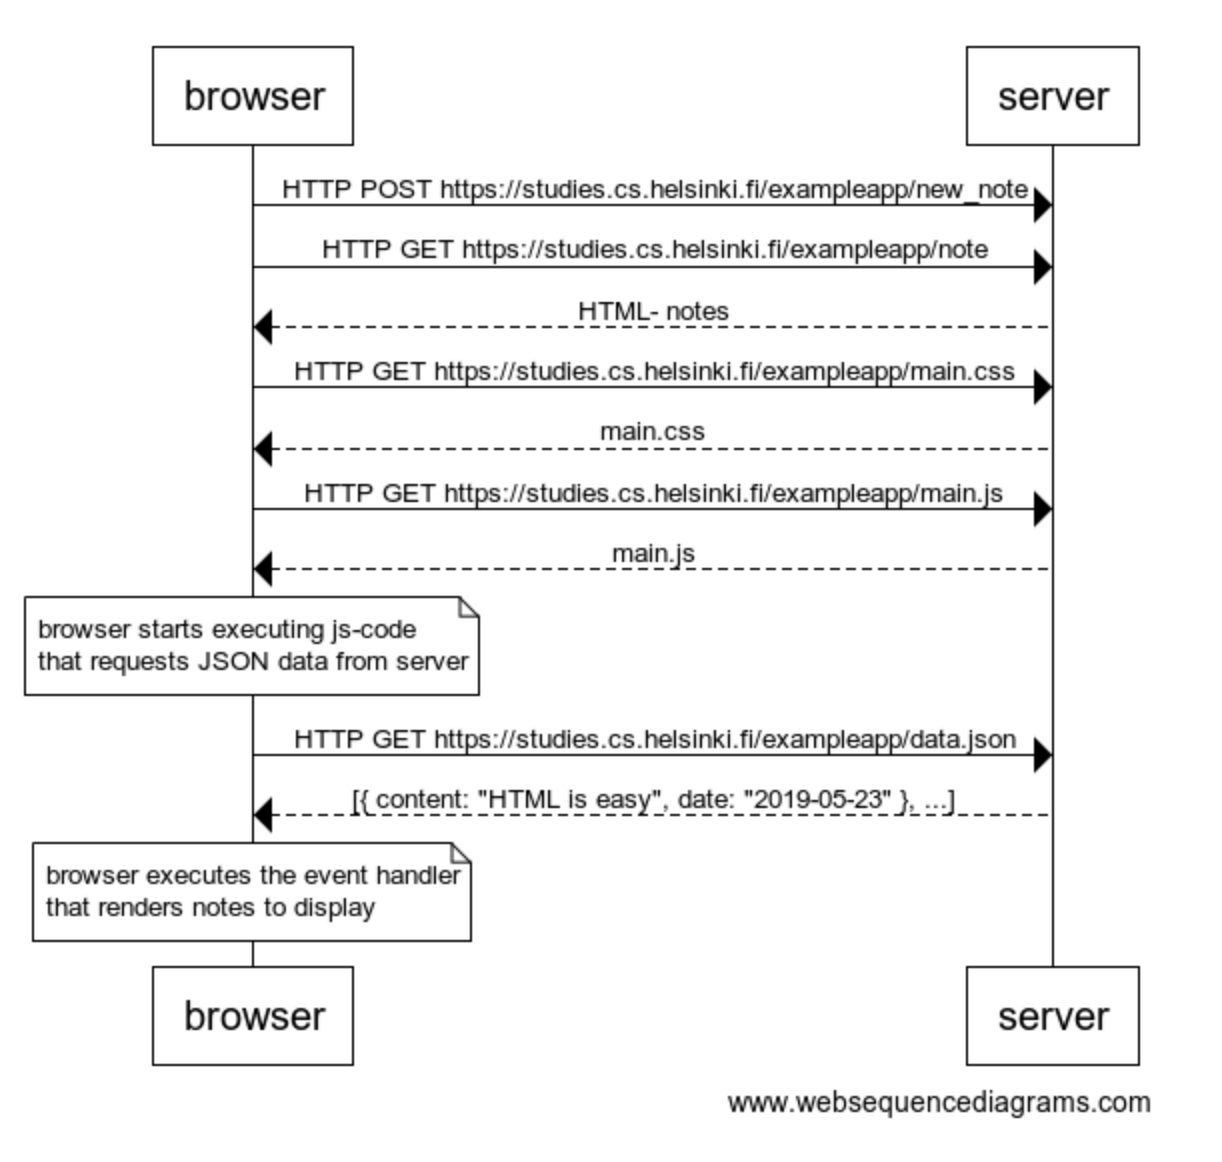 browser
server
HTTP POST https://studies.cs.helsinki.fi/exampleapp/new_note
HTTP GET https://studies.cs.helsinki.fi/exampleapp/note
HTML- notes
HTTP GET https://studies.cs.helsinki.fi/exampleapp/main.css
main.css
HTTP GET https://studies.cs.helsinki.fi/exampleapp/main.js
main.js
browser starts executing js-code
that requests JSON data from server
HTTP GET https://studies.cs.helsinki.fi/exampleapp/data.json
[{ content: "HTML is easy", date: "2019-05-23" }, ...]
browser executes the event handler
that renders notes to display
browser
server
www.websequencediagrams.com